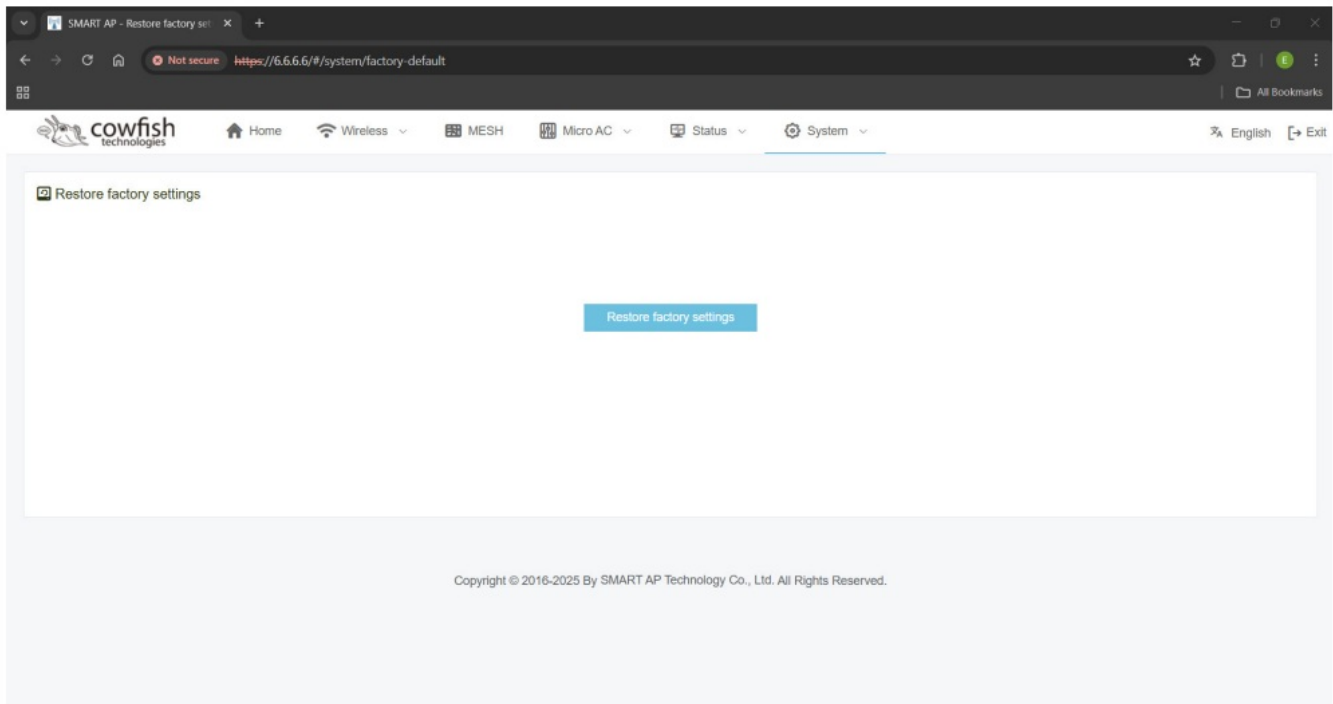 SMART AP - Restore factory set
Not secure https://6.6.6.6/#/system/factory-default
All Bookmarks
cowfish
technologies
Home Wireless MESH Micro AC Status System English Exit
Restore factory settings
Restore factory settings
Copyright © 2016-2025 By SMART AP Technology Co., Ltd. All Rights Reserved.